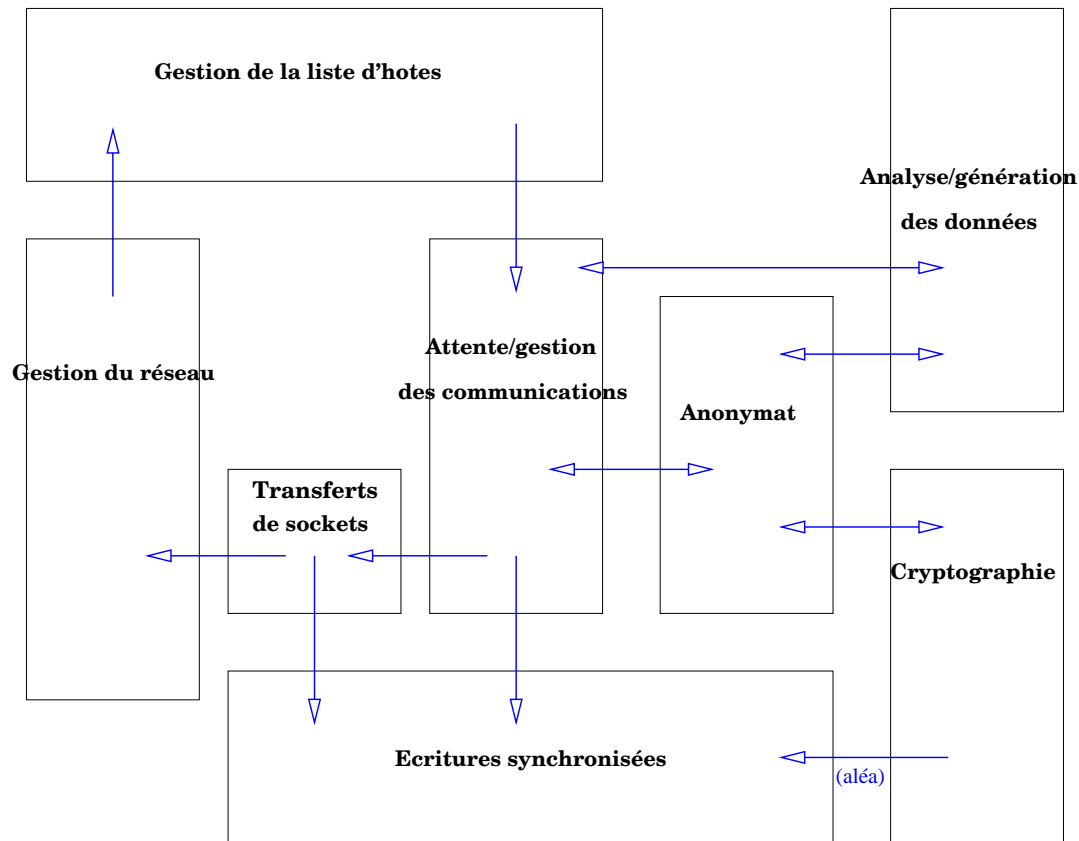 Gestion de la liste d'hotes
Analyse/génération
des données
Attente/gestion
des communications
Gestion du réseau
Anonymat
Transferts
de sockets
Cryptographie
Ecritures synchronisées
(aléa)